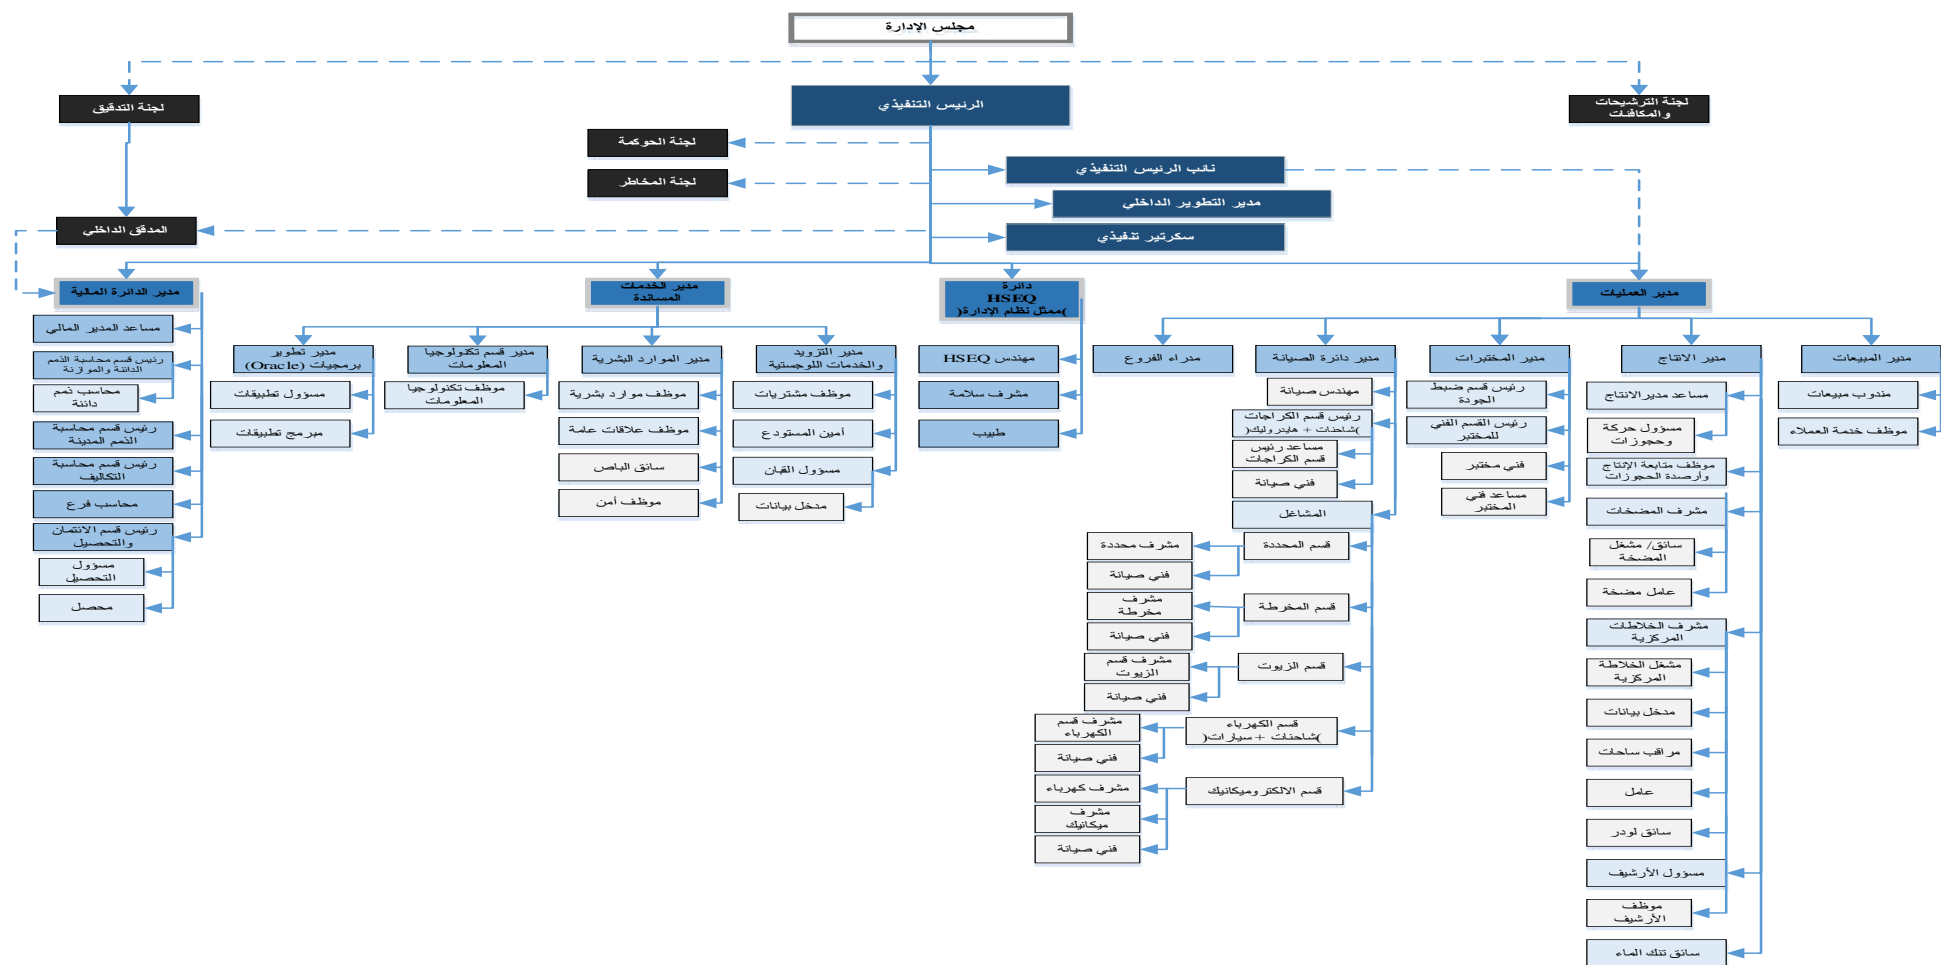 مجلس الإدارة
لجنة التدقيق
الرئيس التنفيذي
لجنة الترشيحات
والمكافئات
لجنة الحوكمة
نائب الرئيس التنفيذي
لجنة المخاطر
مدير التطوير الداخلي
المدقق الداخلي
سكرتير تنفيذي
مدير العمليات
دائرة
HSEQ
)ممثل نظام الإدارة(
مدير الخدمات
المساندة
مدير الدائرة المالية
مدير المبيعات
مندوب مبيعات
موظف خدمة العملاء
مدير الانتاج
مساعد مدير الانتاج
مسؤول حركة
وحجوزات
موظف متابعة الإنتاج
وأرصدة الحجوزات
مشرف المضخات
سائق/ مشغل
المضخة
عامل مضخة
مشرف الخلاطات
المركزية
مشغل الخلاطة
المركزية
مدخل بيانات
مراقب ساحات
عامل
سائق لودر
مسؤول الأرشيف
موظف
الأرشيف
سائق تنك الماء
مدير المختبرات
رئيس قسم ضبط
الجودة
رئيس القسم الفني
للمختبر
فني مختبر
مساعد فني
المختبر
مدير دائرة الصيانة
مهندس صيانة
رئيس قسم الكراجات
)شاحنات + هايدروليك(
مساعد رئيس
قسم الكراجات
فني صيانة
المشاغل
قسم المحددة
مشرف محددة
فني صيانة
قسم المخرطة
مشرف
مخرطة
فني صيانة
قسم الزيوت
مشرف قسم
الزيوت
فني صيانة
قسم الكهرباء
)شاحنات + سيارات(
مشرف قسم
الكهرباء
فني صيانة
قسم الالكتروميكانيك
مشرف كهرباء
مشرف
ميكانيك
فني صيانة
مدراء الفروع
مهندس HSEQ
مشرف سلامة
طبيب
مدير التزويد
والخدمات اللوجستية
موظف مشتريات
أمين المستودع
مسؤول القبان
مدخل بيانات
مدير الموارد البشرية
موظف موارد بشرية
موظف علاقات عامة
سائق الباص
موظف أمن
مدير قسم تكنولوجيا
المعلومات
موظف تكنولوجيا
المعلومات
مدير تطوير
برمجيات (Oracle)
مسؤول تطبيقات
مبرمج تطبيقات
مساعد المدير المالي
رئيس قسم محاسبة الذمم
الدائنة والموازنة
محاسب ذمم
دائنة
رئيس قسم محاسبة
الذمم المدينة
رئيس قسم محاسبة
التكاليف
محاسب فرع
رئيس قسم الائتمان
والتحصيل
مسؤول
التحصيل
محصل